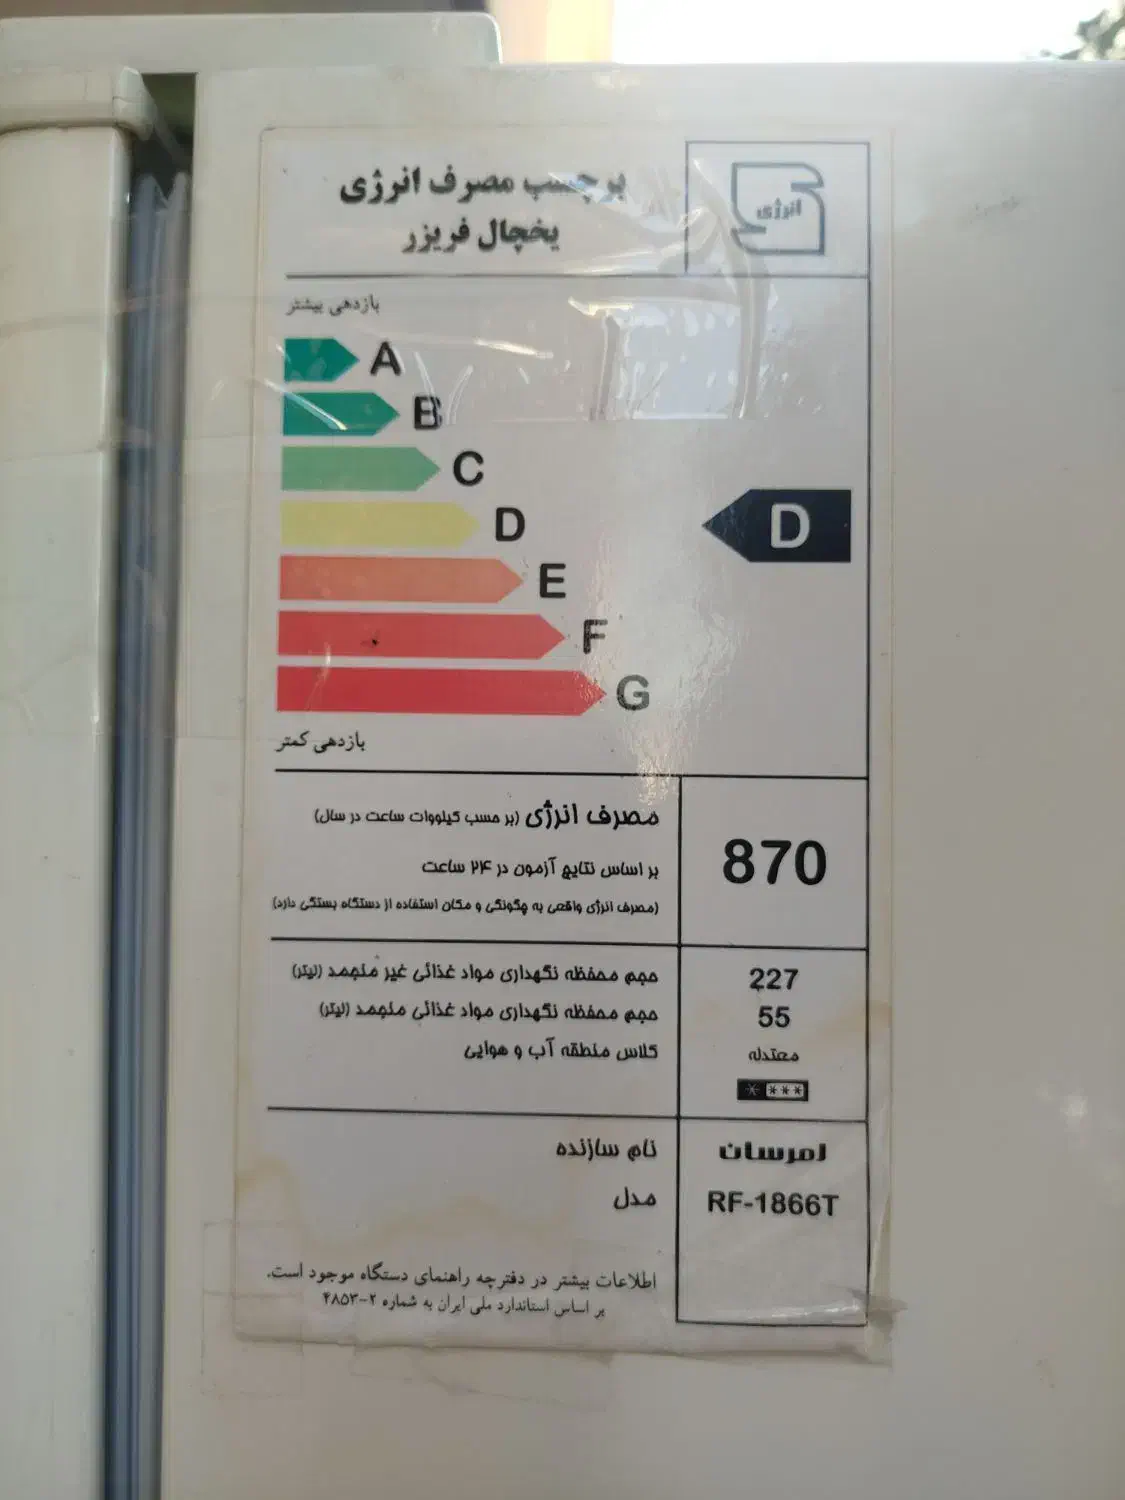 برچسب مصرف انرژی
یخچال فریزر
انرژی
بازدهی بیشتر
A
B
C
D
D
E
F
G
بازدهی کمتر
مصرف انرژی (بر حسب کیلووات ساعت در سال)
870
بر اساس نتایج آزمون در ۲۴ ساعت
(مصرف انرژی واقعی به چگونگی و مکان استفاده از دستگاه بستگی دارد)
حجم محفظه نگهداری مواد غذائی غیر منجمد (لیتر)
227
حجم محفظه نگهداری مواد غذائی منجمد (لیتر)
55
کلاس منطقه آب و هوایی
معتدله
نام سازنده
امرسان
مدل
RF-1866T
اطلاعات بیشتر در دفترچه راهنمای دستگاه موجود است.
بر اساس استاندارد ملی ایران به شماره ۲-۴۸۵۳